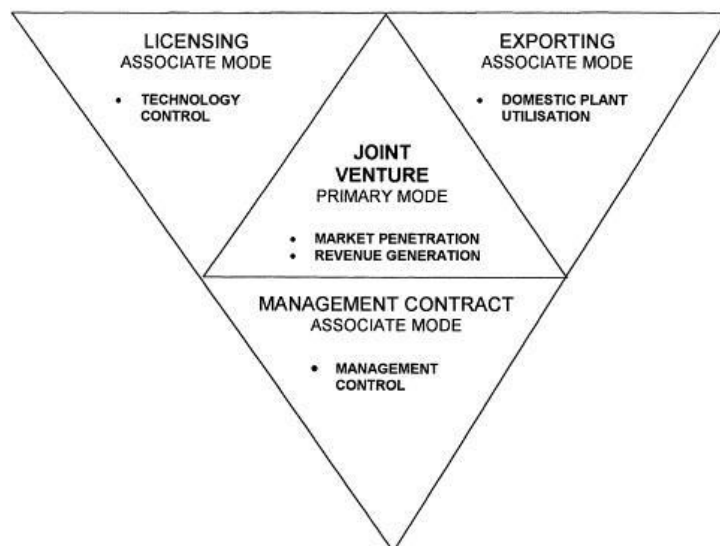 LICENSING
ASSOCIATE MODE
• TECHNOLOGY
CONTROL
EXPORTING
ASSOCIATE MODE
• DOMESTIC PLANT
UTILISATION
JOINT
VENTURE
PRIMARY MODE
• MARKET PENETRATION
• REVENUE GENERATION
MANAGEMENT CONTRACT
ASSOCIATE MODE
• MANAGEMENT
CONTROL